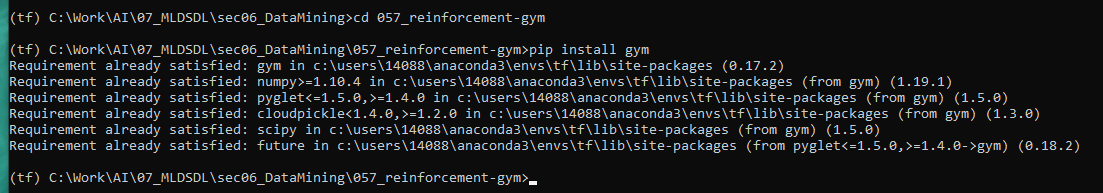 (tf) C:\Work\AI\07_MLDSDL\sec06_DataMining>cd 057_reinforcement-gym
(tf) C:\Work\AI\07_MLDSDL\sec06_DataMining\057_reinforcement-gym>pip install gym
Requirement already satisfied: gym in c:\users\14088\anaconda3\envs\tf\lib\site-packages (0.17.2)
Requirement already satisfied: numpy>=1.10.4 in c:\users\14088\anaconda3\envs\tf\lib\site-packages (from gym) (1.19.1)
Requirement already satisfied: pyglet<=1.5.0,>=1.4.0 in c:\users\14088\anaconda3\envs\tf\lib\site-packages (from gym) (1.5.0)
Requirement already satisfied: cloudpickle<1.4.0,>=1.2.0 in c:\users\14088\anaconda3\envs\tf\lib\site-packages (from gym) (1.3.0)
Requirement already satisfied: scipy in c:\users\14088\anaconda3\envs\tf\lib\site-packages (from gym) (1.5.0)
Requirement already satisfied: future in c:\users\14088\anaconda3\envs\tf\lib\site-packages (from pyglet<=1.5.0,>=1.4.0->gym) (0.18.2)
(tf) C:\Work\AI\07_MLDSDL\sec06_DataMining\057_reinforcement-gym>